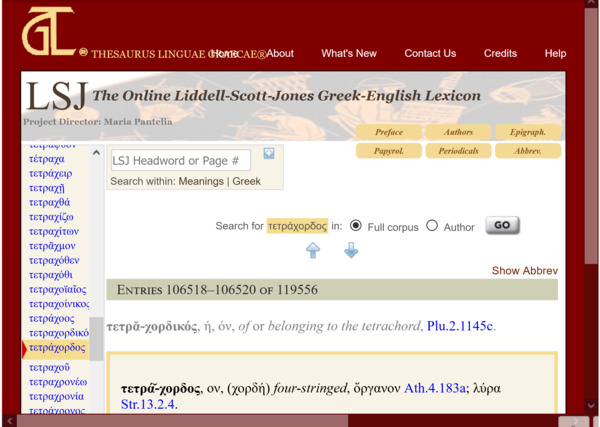 THESAURUS LINGUAE GRAECAE®
Home About What's New Contact Us Credits Help
LSJ The Online Liddell-Scott-Jones Greek-English Lexicon
Project Director: Maria Pantelia
Preface Authors Epigraph.
Papyrol. Periodicals Abbrev.
τέτραχα
τετράχειρ
τετραχῇ
τετραχθά
τετραχίζω
τετραχίτων
τετρᾶχμον
τετράχοθεν
τετράχόθι
τετραχοϊαῖος
τετραχοίνικος
τετράχοος
τετραχορδικό
τετράχορδος
τετραχοῦ
τετραχρονέω
τετραχρονία
τετράχρονος
LSJ Headword or Page #
Search within: Meanings | Greek
Search for τετράχορδος in: Full corpus Author GO
Show Abbrev
ENTRIES 106518–106520 OF 119556
τετρᾰ-χορδικός, ή, όν, of or belonging to the tetrachord, Plu.2.1145c.
τετρᾰ́-χορδος, ον, (χορδή) four-stringed, ὄργανον Ath.4.183a; λύρα
Str.13.2.4.